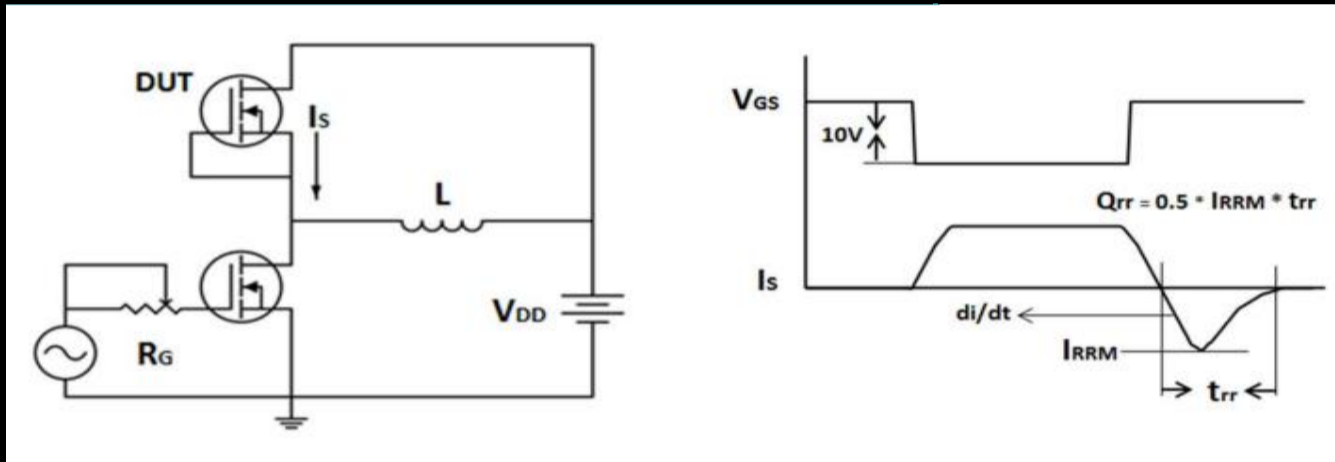 DUT
IS
L
VDD
RG
VGS
10V
Qrr = 0.5 * IRRM * trr
IS
di/dt
IRRM
trr